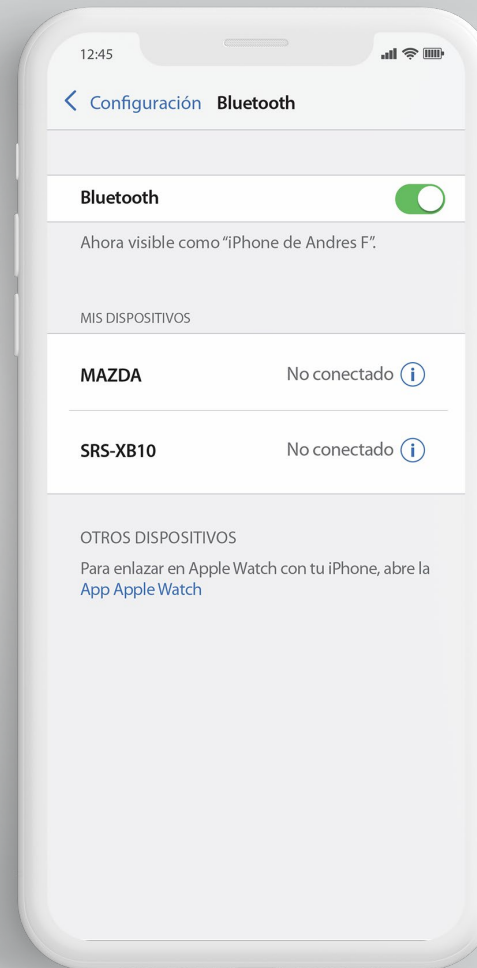 12:45
Configuración Bluetooth
Bluetooth
Ahora visible como “iPhone de Andres F”.
MIS DISPOSITIVOS
MAZDA No conectado i
SRS-XB10 No conectado i
OTROS DISPOSITIVOS
Para enlazar en Apple Watch con tu iPhone, abre la
App Apple Watch